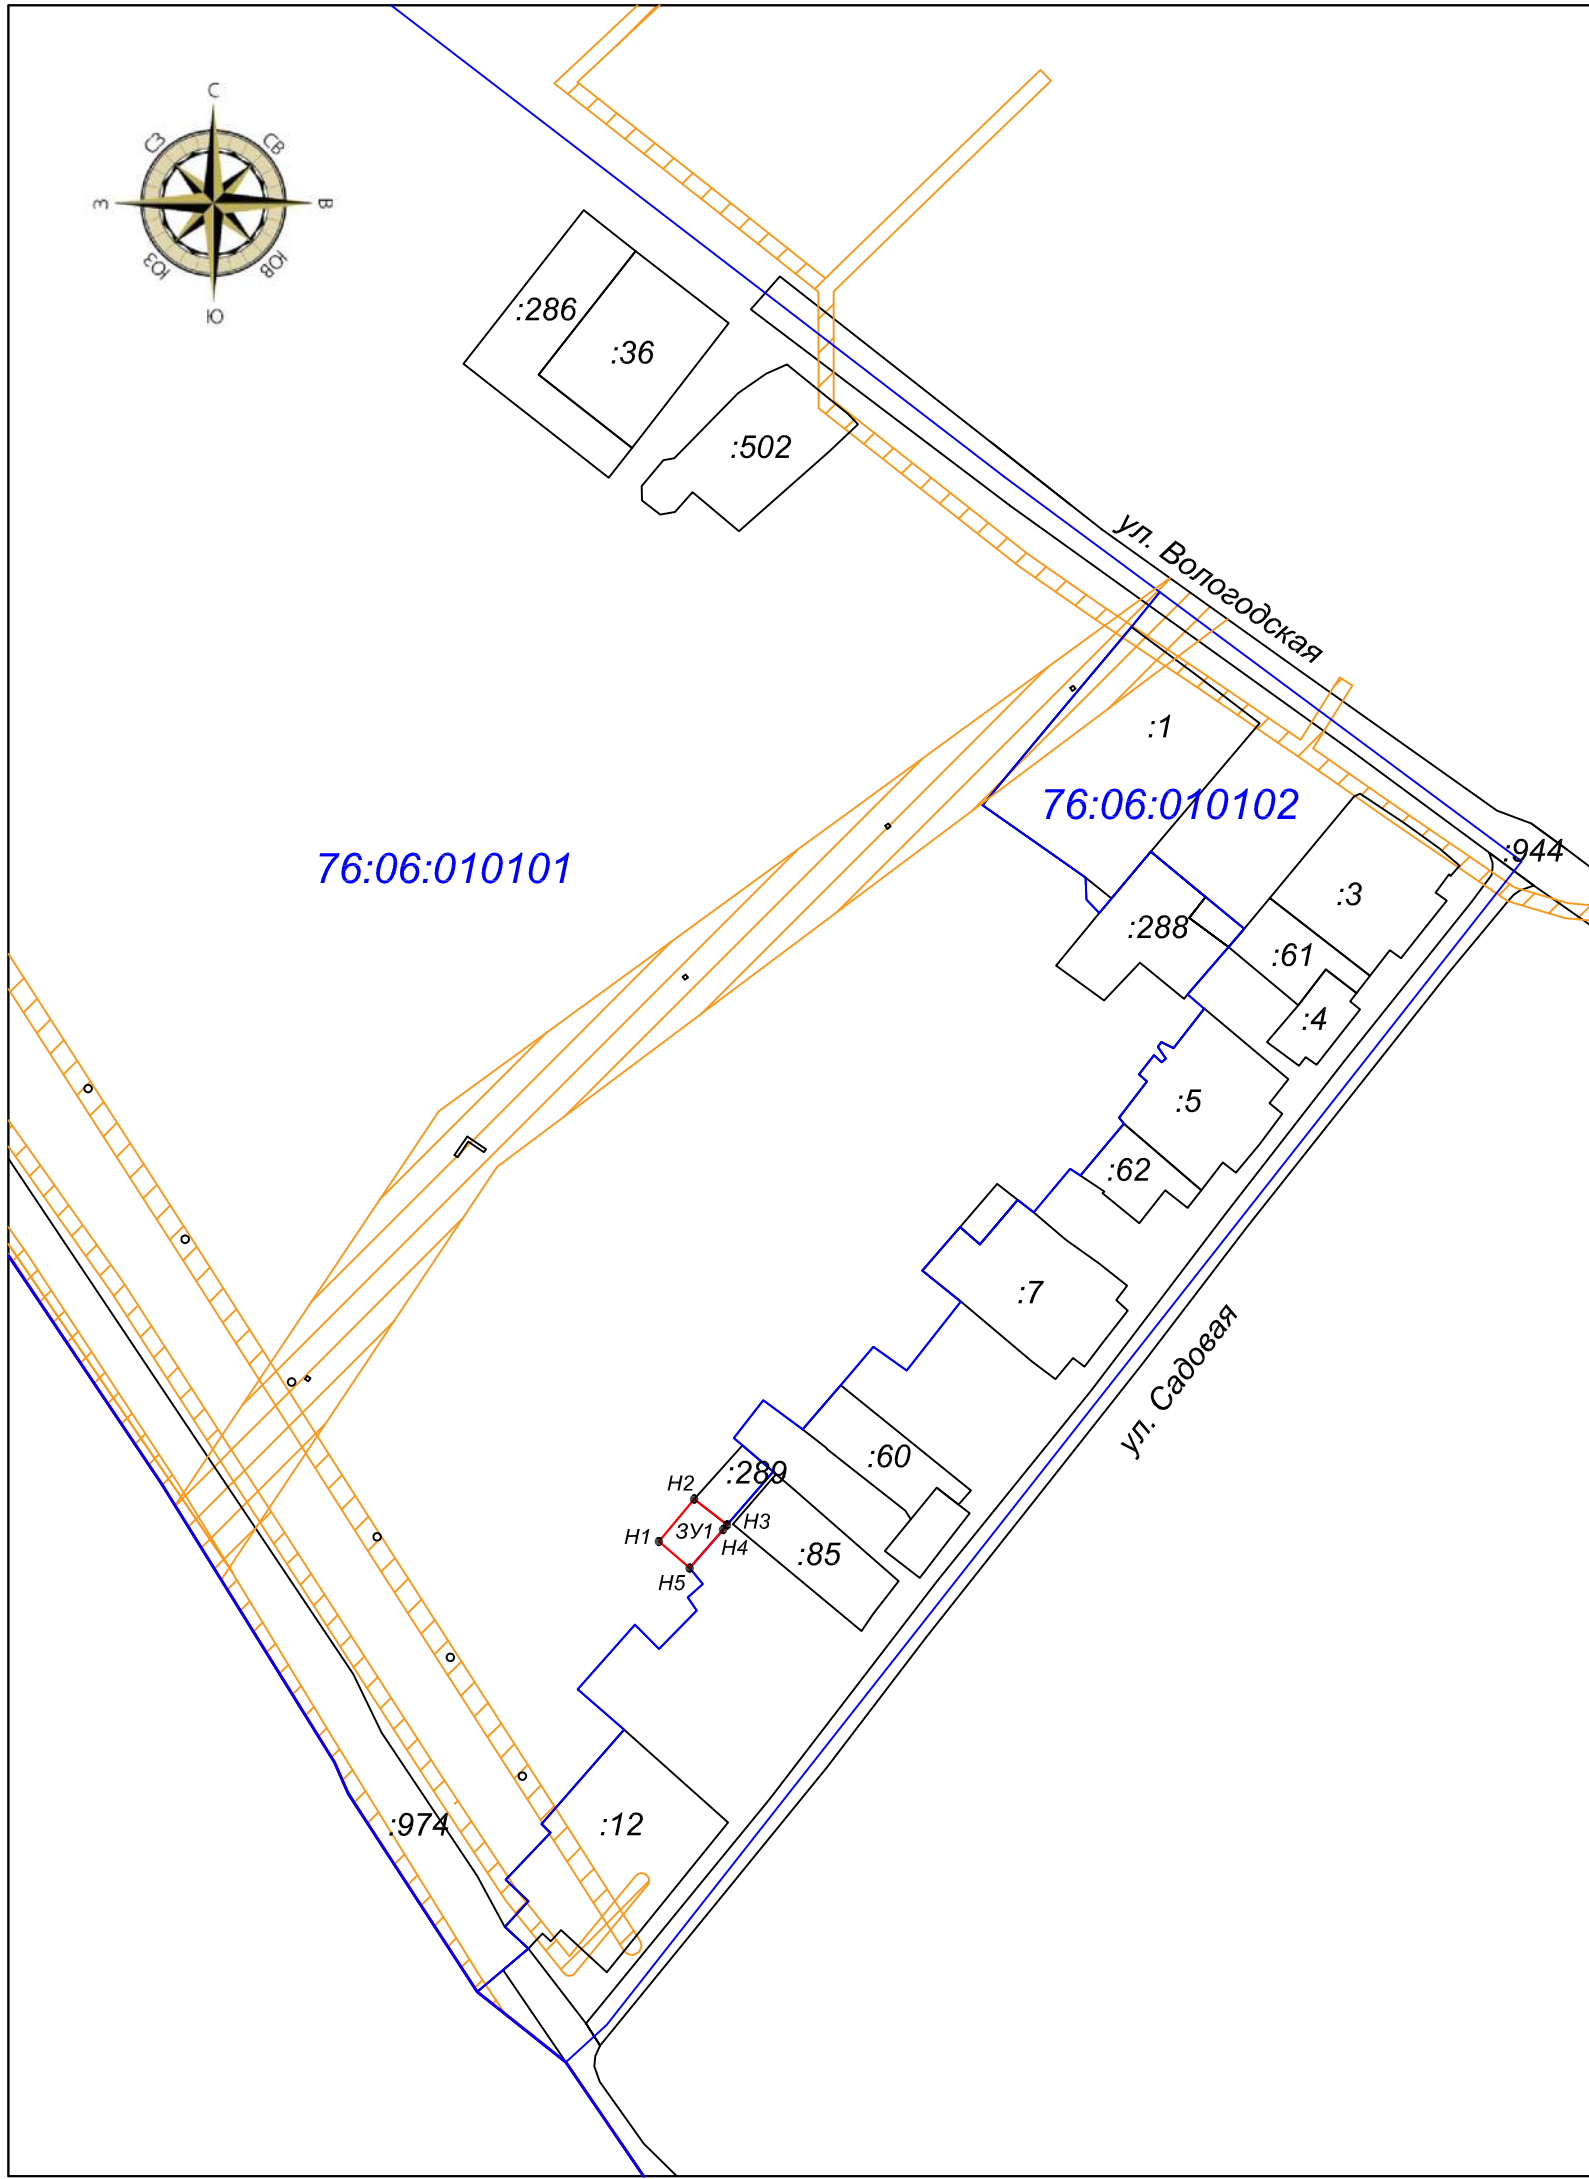 С
СЗ
СВ
З
В
ЮЗ
ЮВ
Ю
:286
:36
:502
ул. Вологодская
:1
76:06:010102
76:06:010101
:944
:3
:288
:61
:4
:5
:62
:7
ул. Садовая
:60
:289
Н2
Н3
ЗУ1
Н1
Н4
:85
Н5
:974
:12